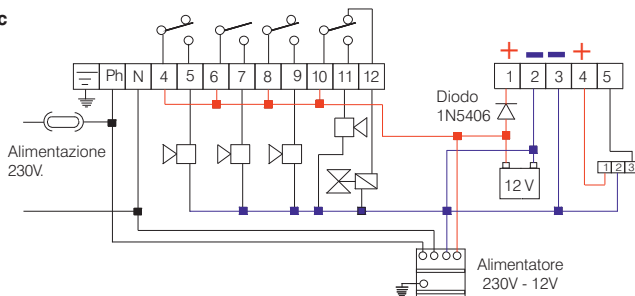 c
Ph N 4 5 6 7 8 9 10 11 12
+ − − +
1 2 3 4 5
Diodo
1N5406
Alimentazione
230V.
12 V
1 2 3
Alimentatore
230V - 12V